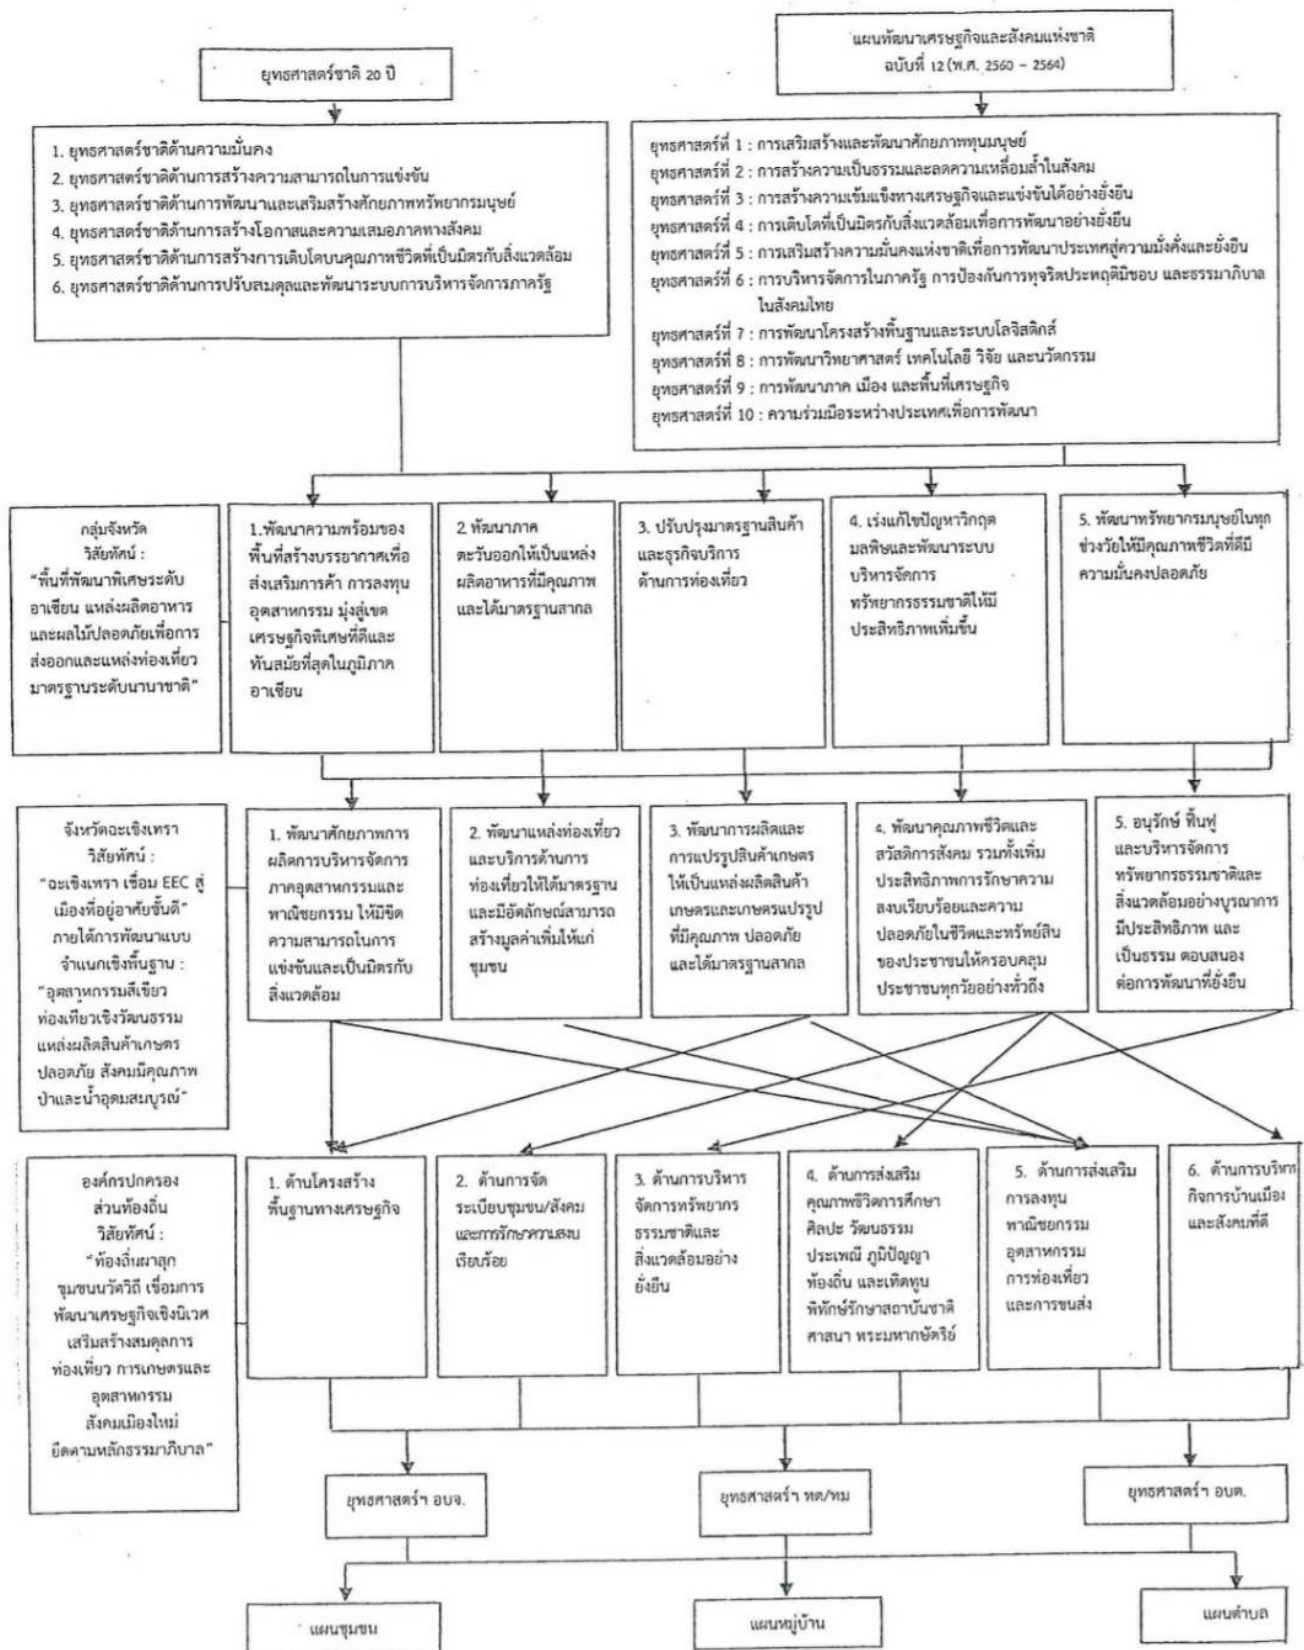 ยุทธศาสตร์ชาติ 20 ปี
แผนพัฒนาเศรษฐกิจและสังคมแห่งชาติ
ฉบับที่ 12 (พ.ศ. 2560 - 2564)
1. ยุทธศาสตร์ชาติด้านความมั่นคง
2. ยุทธศาสตร์ชาติด้านการสร้างความสามารถในการแข่งขัน
3. ยุทธศาสตร์ชาติด้านการพัฒนาและเสริมสร้างศักยภาพทรัพยากรมนุษย์
4. ยุทธศาสตร์ชาติด้านการสร้างโอกาสและความเสมอภาคทางสังคม
5. ยุทธศาสตร์ชาติด้านการสร้างการเติบโตบนคุณภาพชีวิตที่เป็นมิตรกับสิ่งแวดล้อม
6. ยุทธศาสตร์ชาติด้านการปรับสมดุลและพัฒนาระบบการบริหารจัดการภาครัฐ
ยุทธศาสตร์ที่ 1 : การเสริมสร้างและพัฒนาศักยภาพทุนมนุษย์
ยุทธศาสตร์ที่ 2 : การสร้างความเป็นธรรมและลดความเหลื่อมล้ำในสังคม
ยุทธศาสตร์ที่ 3 : การสร้างความเข้มแข็งทางเศรษฐกิจและแข่งขันได้อย่างยั่งยืน
ยุทธศาสตร์ที่ 4 : การเติบโตที่เป็นมิตรกับสิ่งแวดล้อมเพื่อการพัฒนาอย่างยั่งยืน
ยุทธศาสตร์ที่ 5 : การเสริมสร้างความมั่นคงแห่งชาติเพื่อการพัฒนาประเทศสู่ความมั่งคั่งและยั่งยืน
ยุทธศาสตร์ที่ 6 : การบริหารจัดการในภาครัฐ การป้องกันการทุจริตประพฤติมิชอบ และธรรมาภิบาล
ในสังคมไทย
ยุทธศาสตร์ที่ 7 : การพัฒนาโครงสร้างพื้นฐานและระบบโลจิสติกส์
ยุทธศาสตร์ที่ 8 : การพัฒนาวิทยาศาสตร์ เทคโนโลยี วิจัย และนวัตกรรม
ยุทธศาสตร์ที่ 9 : การพัฒนาภาค เมือง และพื้นที่เศรษฐกิจ
ยุทธศาสตร์ที่ 10 : ความร่วมมือระหว่างประเทศเพื่อการพัฒนา
กลุ่มจังหวัด
วิสัยทัศน์ :
"พื้นที่พัฒนาพิเศษระดับ
อาเซียน แหล่งผลิตอาหาร
และผลไม้ปลอดภัยเพื่อการ
ส่งออกและแหล่งท่องเที่ยว
มาตรฐานระดับนานาชาติ"
1.พัฒนาความพร้อมของ
พื้นที่สร้างบรรยากาศเพื่อ
ส่งเสริมการค้า การลงทุน
อุตสาหกรรม มุ่งสู่เขต
เศรษฐกิจพิเศษที่ดีและ
ทันสมัยที่สุดในภูมิภาค
อาเซียน
2. พัฒนาภาค
ตะวันออกให้เป็นแหล่ง
ผลิตอาหารที่มีคุณภาพ
และได้มาตรฐานสากล
3. ปรับปรุงมาตรฐานสินค้า
และธุรกิจบริการ
ด้านการท่องเที่ยว
4. เร่งแก้ไขปัญหาวิกฤต
มลพิษและพัฒนาระบบ
บริหารจัดการ
ทรัพยากรธรรมชาติให้มี
ประสิทธิภาพเพิ่มขึ้น
5. พัฒนาทรัพยากรมนุษย์ในทุก
ช่วงวัยให้มีคุณภาพชีวิตที่ดีมี
ความมั่นคงปลอดภัย
จังหวัดฉะเชิงเทรา
วิสัยทัศน์ :
"ฉะเชิงเทรา เชื่อม EEC สู่
เมืองที่อยู่อาศัยชั้นดี"
ภายใต้การพัฒนาแบบ
จำแนกเชิงพื้นฐาน :
"อุตสาหกรรมสีเขียว
ท่องเที่ยวเชิงวัฒนธรรม
แหล่งผลิตสินค้าเกษตร
ปลอดภัย สังคมมีคุณภาพ
ป่าและน้ำอุดมสมบูรณ์"
1. พัฒนาศักยภาพการ
ผลิตการบริหารจัดการ
ภาคอุตสาหกรรมและ
พาณิชยกรรม ให้มีขีด
ความสามารถในการ
แข่งขันและเป็นมิตรกับ
สิ่งแวดล้อม
2. พัฒนาแหล่งท่องเที่ยว
และบริการด้านการ
ท่องเที่ยวให้ได้มาตรฐาน
และมีอัตลักษณ์สามารถ
สร้างมูลค่าเพิ่มให้แก่
ชุมชน
3. พัฒนาการผลิตและ
การแปรรูปสินค้าเกษตร
ให้เป็นแหล่งผลิตสินค้า
เกษตรและเกษตรแปรรูป
ที่มีคุณภาพ ปลอดภัย
และได้มาตรฐานสากล
4. พัฒนาคุณภาพชีวิตและ
สวัสดิการสังคม รวมทั้งเพิ่ม
ประสิทธิภาพการรักษาความ
สงบเรียบร้อยและความ
ปลอดภัยในชีวิตและทรัพย์สิน
ของประชาชนให้ครอบคลุม
ประชาชนทุกวัยอย่างทั่วถึง
5. อนุรักษ์ ฟื้นฟู
และบริหารจัดการ
ทรัพยากรธรรมชาติและ
สิ่งแวดล้อมอย่างบูรณาการ
มีประสิทธิภาพ และ
เป็นธรรม ตอบสนอง
ต่อการพัฒนาที่ยั่งยืน
องค์กรปกครอง
ส่วนท้องถิ่น
วิสัยทัศน์ :
"ท้องถิ่นผาสุก
ชุมชนนวัตวิถี เชื่อมการ
พัฒนาเศรษฐกิจเชิงนิเวศ
เสริมสร้างสมดุลการ
ท่องเที่ยว การเกษตรและ
อุตสาหกรรม
สังคมเมืองใหม่
ยึดตามหลักธรรมาภิบาล"
1. ด้านโครงสร้าง
พื้นฐานทางเศรษฐกิจ
2. ด้านการจัด
ระเบียบชุมชน/สังคม
และการรักษาความสงบ
เรียบร้อย
3. ด้านการบริหาร
จัดการทรัพยากร
ธรรมชาติและ
สิ่งแวดล้อมอย่าง
ยั่งยืน
4. ด้านการส่งเสริม
คุณภาพชีวิตการศึกษา
ศิลปะ วัฒนธรรม
ประเพณี ภูมิปัญญา
ท้องถิ่น และเทิดทูน
พิทักษ์รักษาสถาบันชาติ
ศาสนา พระมหากษัตริย์
5. ด้านการส่งเสริม
การลงทุน
พาณิชยกรรม
อุตสาหกรรม
การท่องเที่ยว
และการขนส่ง
6. ด้านการบริหาร
กิจการบ้านเมือง
และสังคมที่ดี
ยุทธศาสตร์ฯ อบจ.
ยุทธศาสตร์ฯ ทต/ทม
ยุทธศาสตร์ฯ อบต.
แผนชุมชน
แผนหมู่บ้าน
แผนตำบล